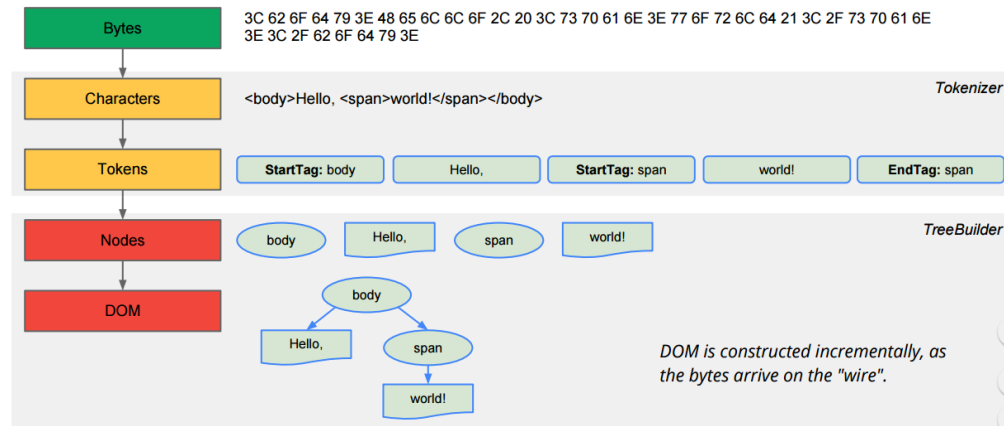 Bytes
3C 62 6F 64 79 3E 48 65 6C 6C 6F 2C 20 3C 73 70 61 6E 3E 77 6F 72 6C 64 21 3C 2F 73 70 61 6E
3E 3C 2F 62 6F 64 79 3E
Characters
<body>Hello, <span>world!</span></body>
Tokenizer
Tokens
StartTag: body
Hello,
StartTag: span
world!
EndTag: span
Nodes
body
Hello,
span
world!
TreeBuilder
DOM
body
Hello,
span
world!
DOM is constructed incrementally, as
the bytes arrive on the "wire".